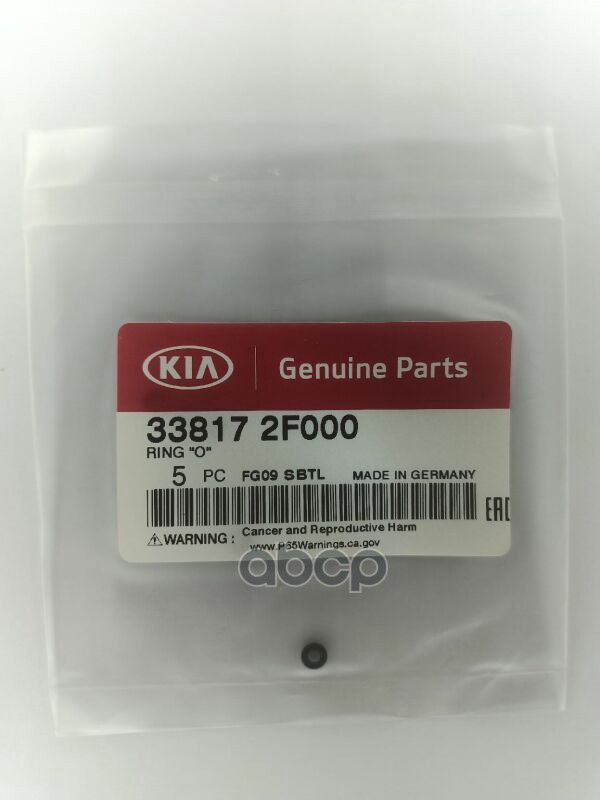 KIA Genuine Parts
33817 2F000
RING "O"
5 PC FG09 SBTL MADE IN GERMANY
EAC
WARNING : Cancer and Reproductive Harm
www.P65Warnings.ca.gov
abcp